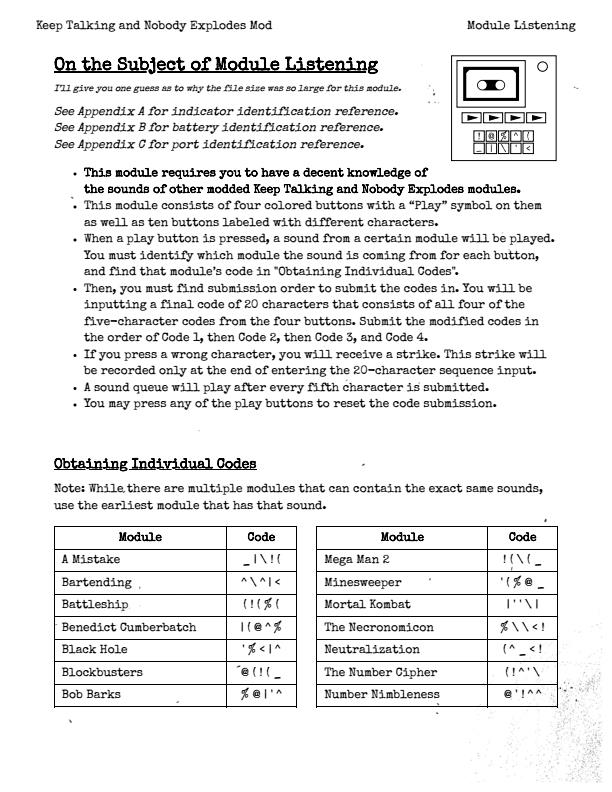 Keep Talking and Nobody Explodes Mod Module Listening
On the Subject of Module Listening
I'll give you one guess as to why the file size was so large for this module.
See Appendix A for indicator identification reference.
See Appendix B for battery identification reference.
See Appendix C for port identification reference.
! @ % ^ (
_ | \ ' <
• This module requires you to have a decent knowledge of
the sounds of other modded Keep Talking and Nobody Explodes modules.
• This module consists of four colored buttons with a “Play” symbol on them
as well as ten buttons labeled with different characters.
• When a play button is pressed, a sound from a certain module will be played.
You must identify which module the sound is coming from for each button,
and find that module's code in "Obtaining Individual Codes".
• Then, you must find submission order to submit the codes in. You will be
inputting a final code of 20 characters that consists of all four of the
five-character codes from the four buttons. Submit the modified codes in
the order of Code 1, then Code 2, then Code 3, and Code 4.
• If you press a wrong character, you will receive a strike. This strike will
be recorded only at the end of entering the 20-character sequence input.
• A sound queue will play after every fifth character is submitted.
• You may press any of the play buttons to reset the code submission.
Obtaining Individual Codes
Note: While there are multiple modules that can contain the exact same sounds,
use the earliest module that has that sound.
Module Code
A Mistake _|\!(
Bartending ^\^|<
Battleship (!(%(
Benedict Cumberbatch |(@^%
Black Hole '%<|^
Blockbusters @(!(_
Bob Barks %@|'^
Module Code
Mega Man 2 !(\(_
Minesweeper '(%@_
Mortal Kombat |''\|
The Necronomicon %\\<!
Neutralization (^_<!
The Number Cipher (!^'\
Number Nimbleness @'!^^